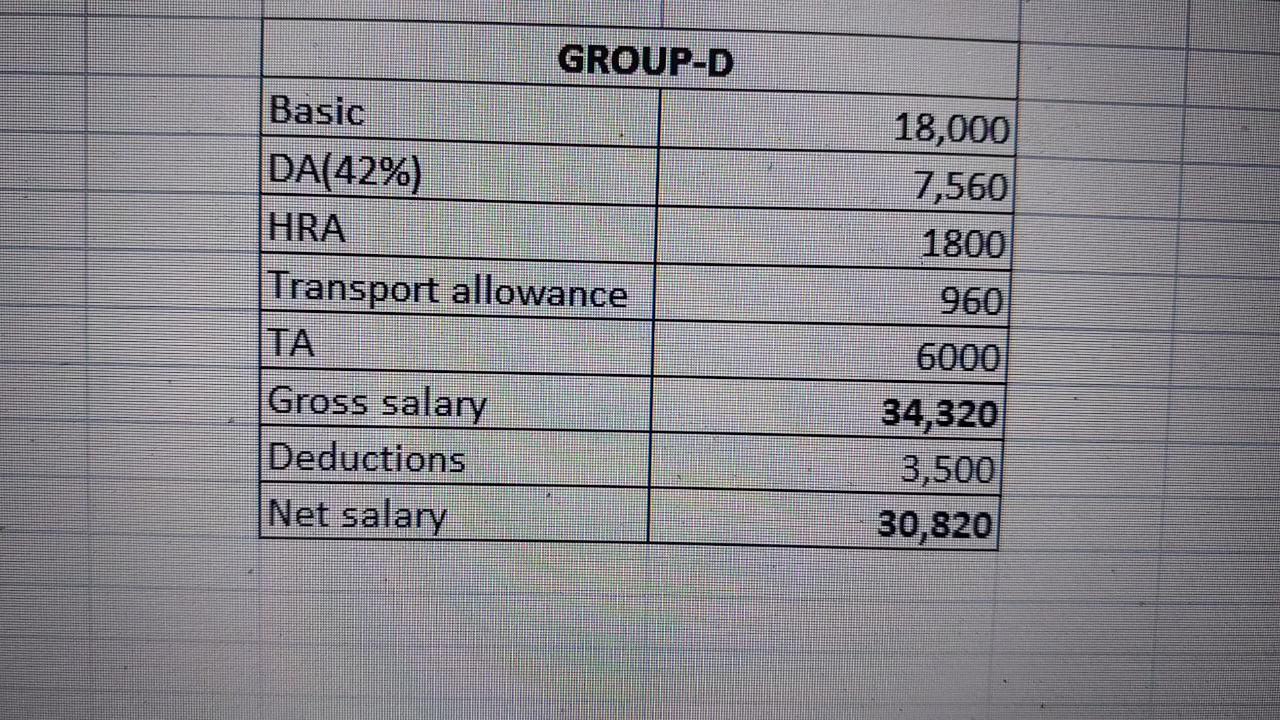 GROUP-D
Basic 18,000
DA(42%) 7,560
HRA 1800
Transport allowance 960
TA 6000
Gross salary 34,320
Deductions 3,500
Net salary 30,820